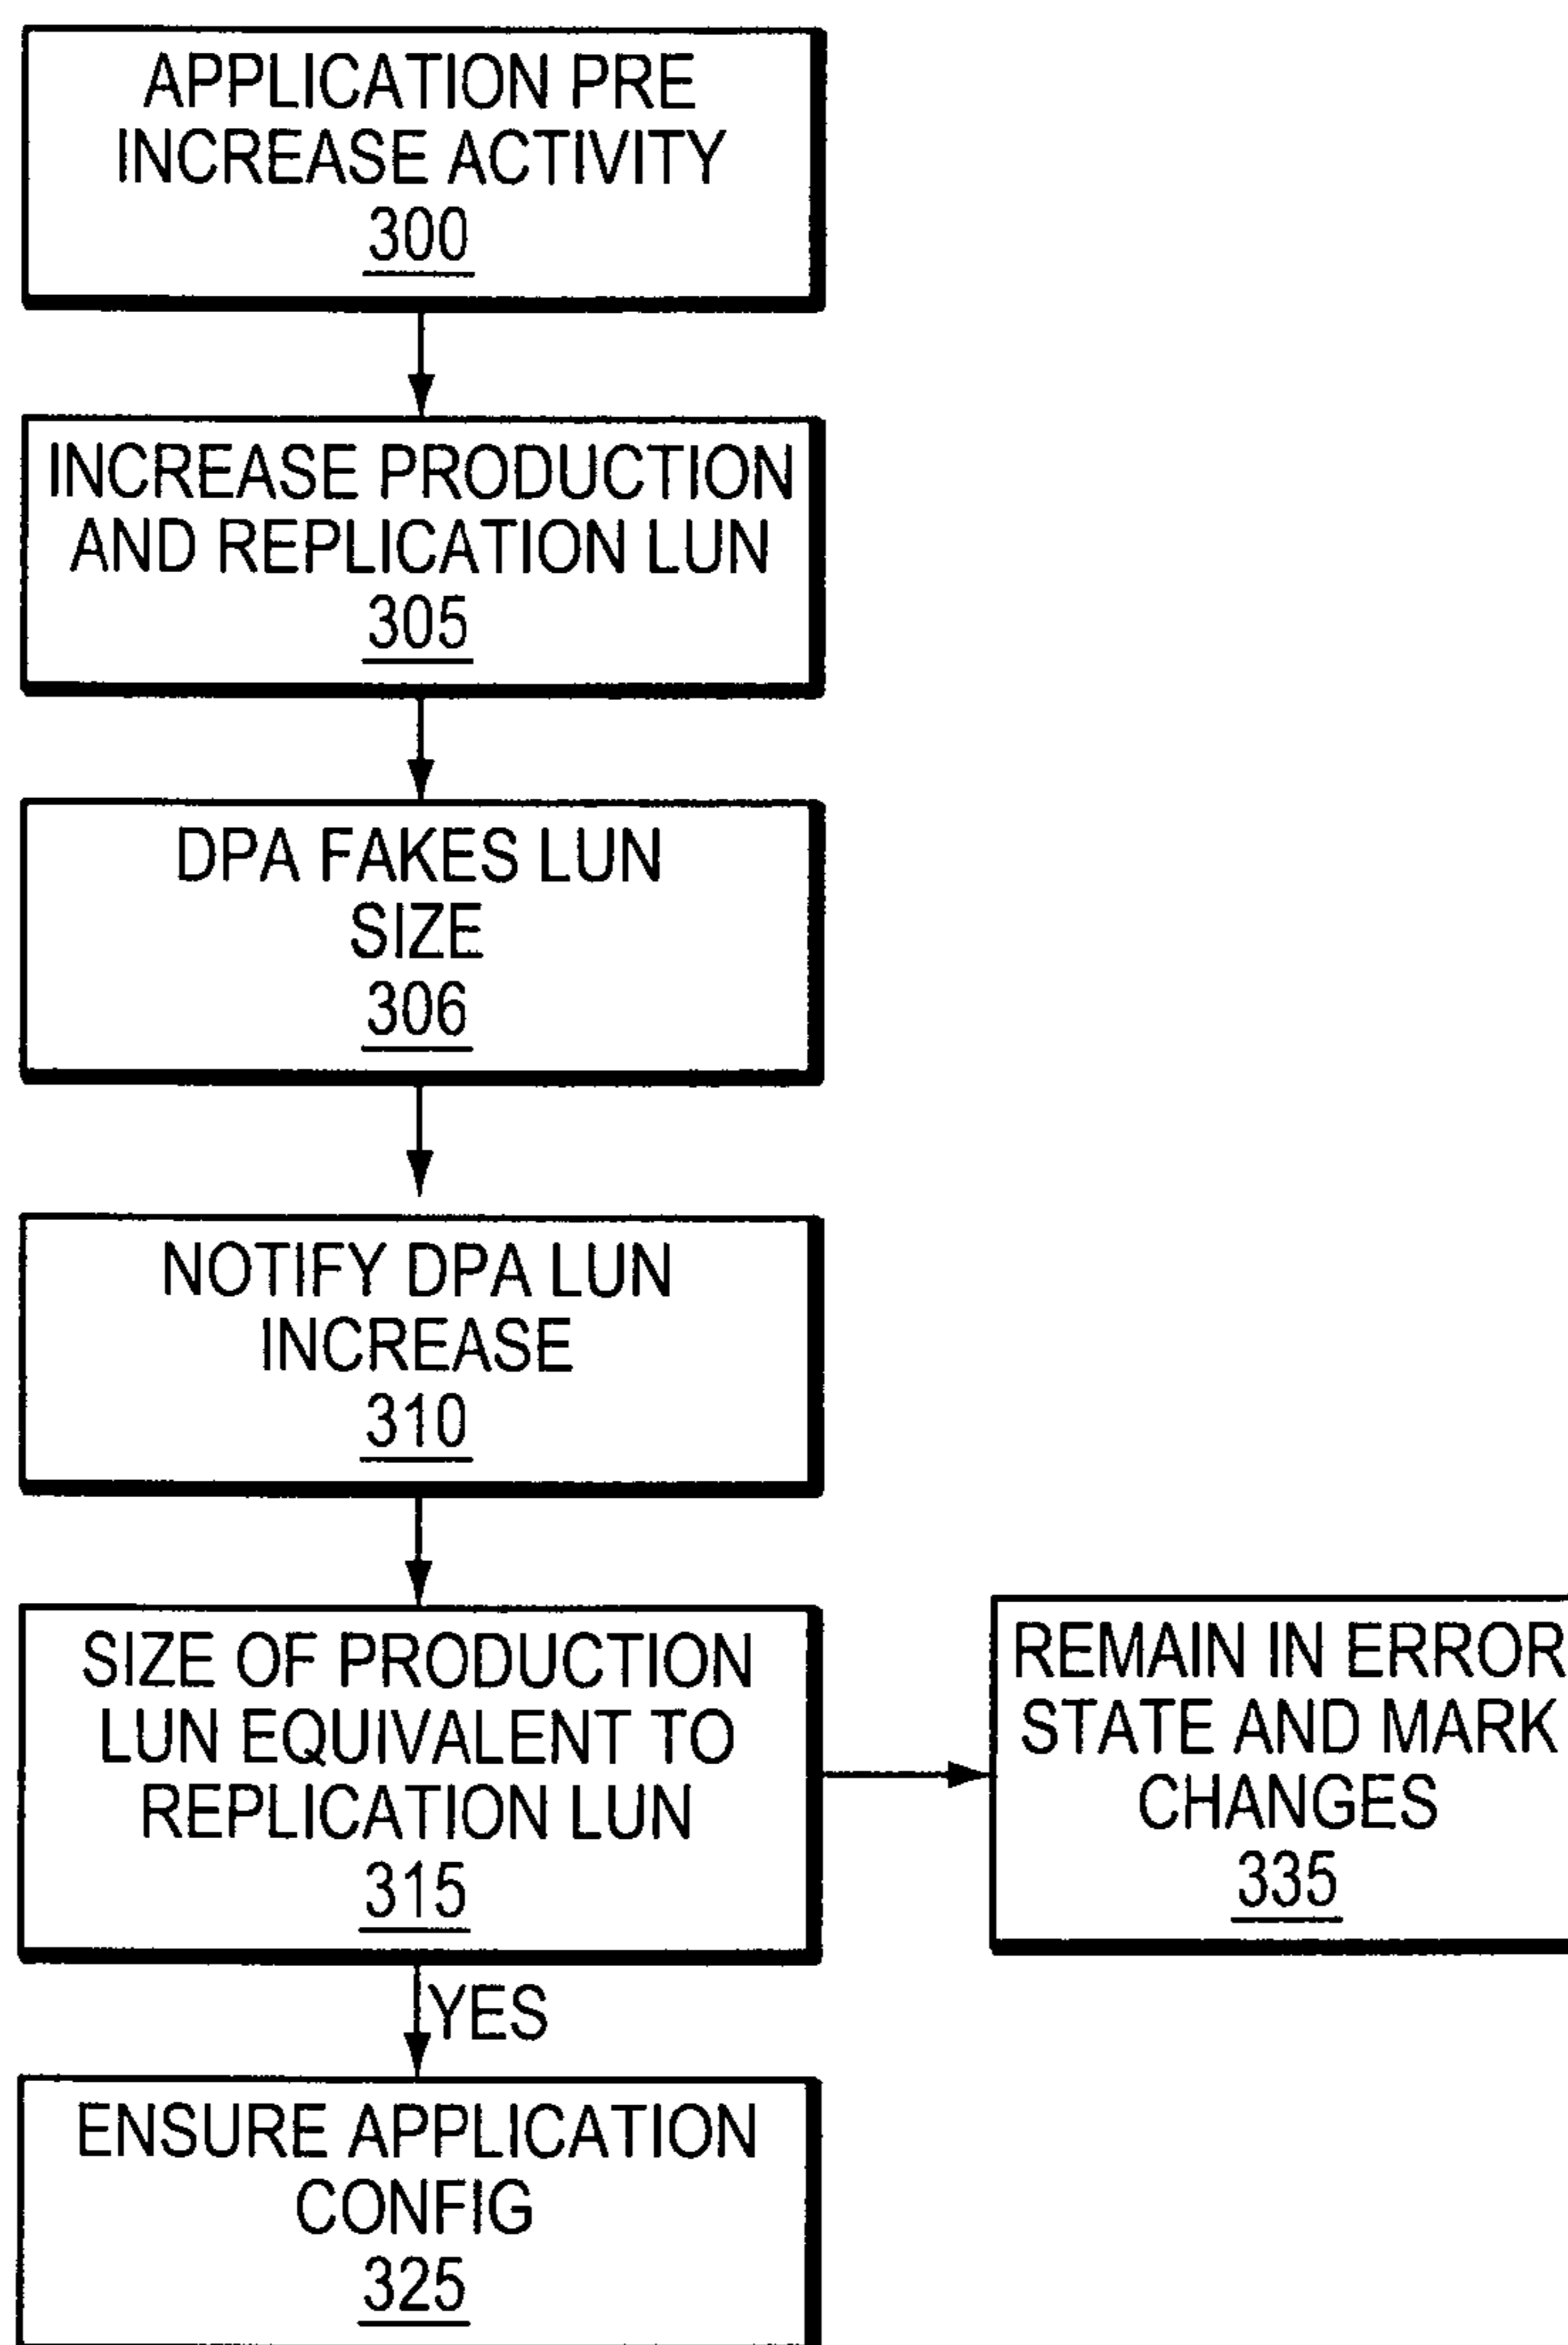 APPLICATION PRE
INCREASE ACTIVITY
300
INCREASE PRODUCTION
AND REPLICATION LUN
305
DPA FAKES LUN
SIZE
306
NOTIFY DPA LUN
INCREASE
310
SIZE OF PRODUCTION
LUN EQUIVALENT TO
REPLICATION LUN
315
REMAIN IN ERROR
STATE AND MARK
CHANGES
335
YES
ENSURE APPLICATION
CONFIG
325